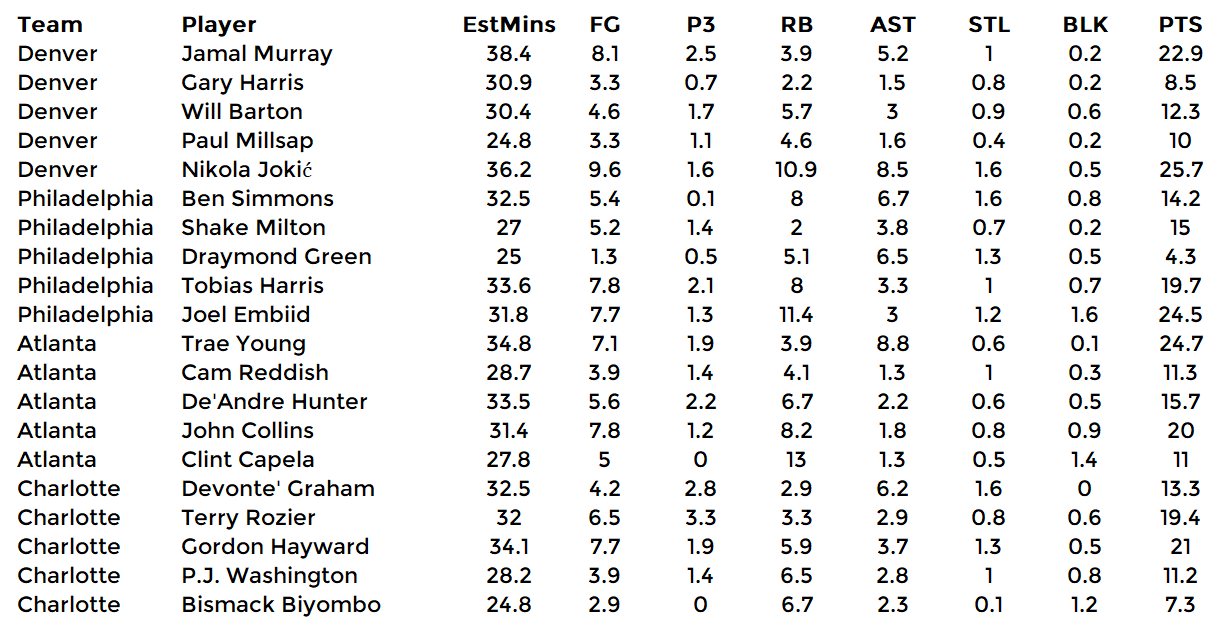 Team Player EstMins FG P3 RB AST STL BLK PTS
Denver Jamal Murray 38.4 8.1 2.5 3.9 5.2 1 0.2 22.9
Denver Gary Harris 30.9 3.3 0.7 2.2 1.5 0.8 0.2 8.5
Denver Will Barton 30.4 4.6 1.7 5.7 3 0.9 0.6 12.3
Denver Paul Millsap 24.8 3.3 1.1 4.6 1.6 0.4 0.2 10
Denver Nikola Jokić 36.2 9.6 1.6 10.9 8.5 1.6 0.5 25.7
Philadelphia Ben Simmons 32.5 5.4 0.1 8 6.7 1.6 0.8 14.2
Philadelphia Shake Milton 27 5.2 1.4 2 3.8 0.7 0.2 15
Philadelphia Draymond Green 25 1.3 0.5 5.1 6.5 1.3 0.5 4.3
Philadelphia Tobias Harris 33.6 7.8 2.1 8 3.3 1 0.7 19.7
Philadelphia Joel Embiid 31.8 7.7 1.3 11.4 3 1.2 1.6 24.5
Atlanta Trae Young 34.8 7.1 1.9 3.9 8.8 0.6 0.1 24.7
Atlanta Cam Reddish 28.7 3.9 1.4 4.1 1.3 1 0.3 11.3
Atlanta De'Andre Hunter 33.5 5.6 2.2 6.7 2.2 0.6 0.5 15.7
Atlanta John Collins 31.4 7.8 1.2 8.2 1.8 0.8 0.9 20
Atlanta Clint Capela 27.8 5 0 13 1.3 0.5 1.4 11
Charlotte Devonte' Graham 32.5 4.2 2.8 2.9 6.2 1.6 0 13.3
Charlotte Terry Rozier 32 6.5 3.3 3.3 2.9 0.8 0.6 19.4
Charlotte Gordon Hayward 34.1 7.7 1.9 5.9 3.7 1.3 0.5 21
Charlotte P.J. Washington 28.2 3.9 1.4 6.5 2.8 1 0.8 11.2
Charlotte Bismack Biyombo 24.8 2.9 0 6.7 2.3 0.1 1.2 7.3